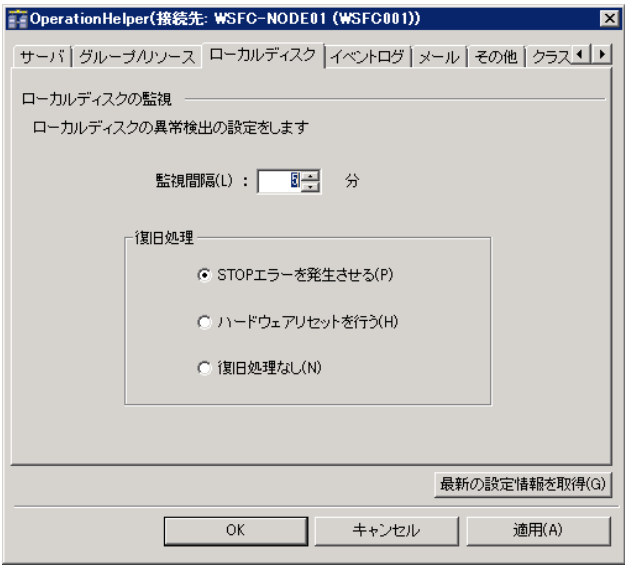 OperationHelper(接続先: WSFC-NODE01 (WSFC001))
サーバ グループ/リソース ローカルディスク イベントログ メール その他 クラス
ローカルディスクの監視
ローカルディスクの異常検出の設定をします
監視間隔(L) : 分
復旧処理
STOPエラーを発生させる(P)
ハードウェアリセットを行う(H)
復旧処理なし(N)
最新の設定情報を取得(G)
OK キャンセル 適用(A)